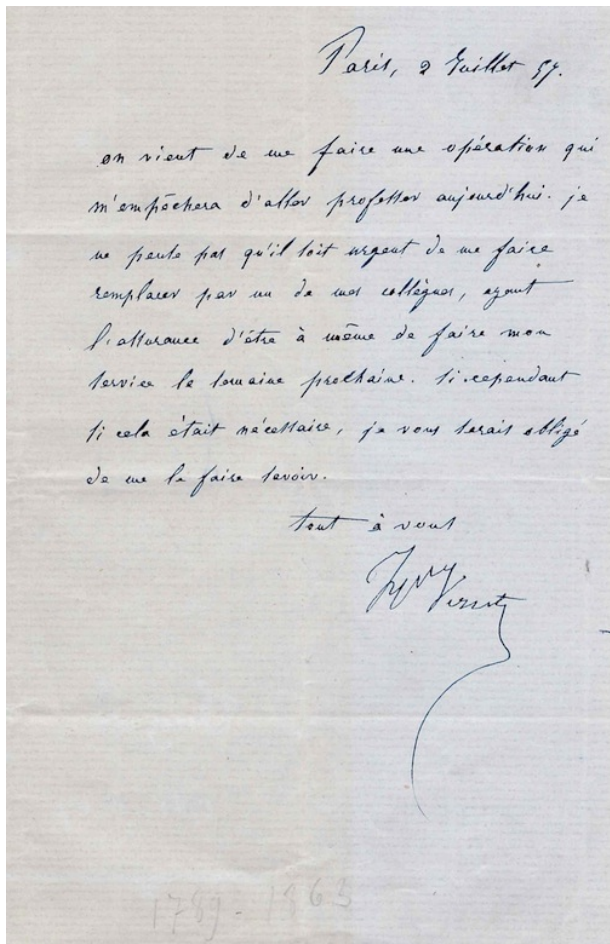 Paris, 2 Juillet 57.
on vient de me faire une opération qui
m'empêchera d'aller professer aujourd'hui. je
ne pense pas qu'il soit urgent de me faire
remplacer par un de mes collègues, ayant
l'assurance d'être à même de faire mon
service la semaine prochaine. si cependant
si cela était nécessaire, je vous serais obligé
de me le faire savoir.
tout à vous
Vernet
1789-1863